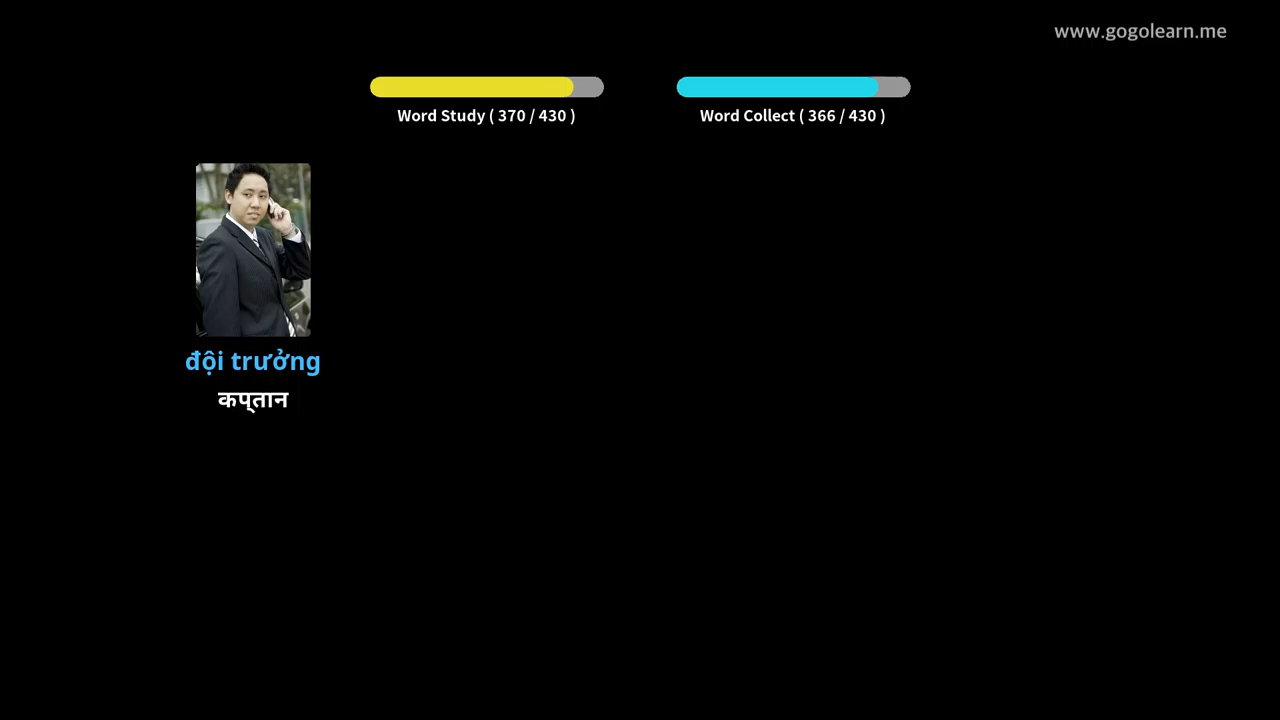 www.gogolearn.me
Word Study ( 370 / 430 )
Word Collect ( 366 / 430 )
đội trưởng
कप्तान